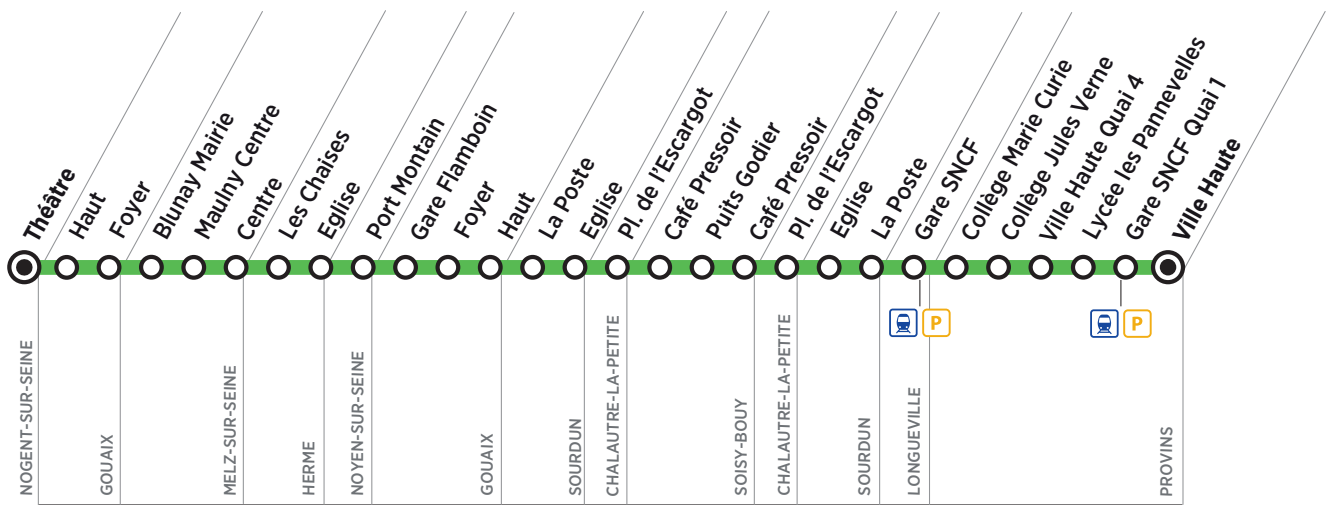 Théâtre
Haut
Foyer
Blunay Mairie
Maulny Centre
Centre
Les Chaises
Eglise
Port Montain
Gare Flamboin
Foyer
Haut
La Poste
Eglise
Pl. de l'Escargot
Café Pressoir
Puits Godier
Café Pressoir
Pl. de l'Escargot
Eglise
La Poste
Gare SNCF
Collège Marie Curie
Collège Jules Verne
Ville Haute Quai 4
Lycée les Pannevelles
Gare SNCF Quai 1
Ville Haute
P
P
NOGENT-SUR-SEINE
GOUAIX
MELZ-SUR-SEINE
HERME
NOYEN-SUR-SEINE
GOUAIX
SOURDUN
CHALAUTRE-LA-PETITE
SOISY-BOUY
CHALAUTRE-LA-PETITE
SOURDUN
LONGUEVILLE
PROVINS